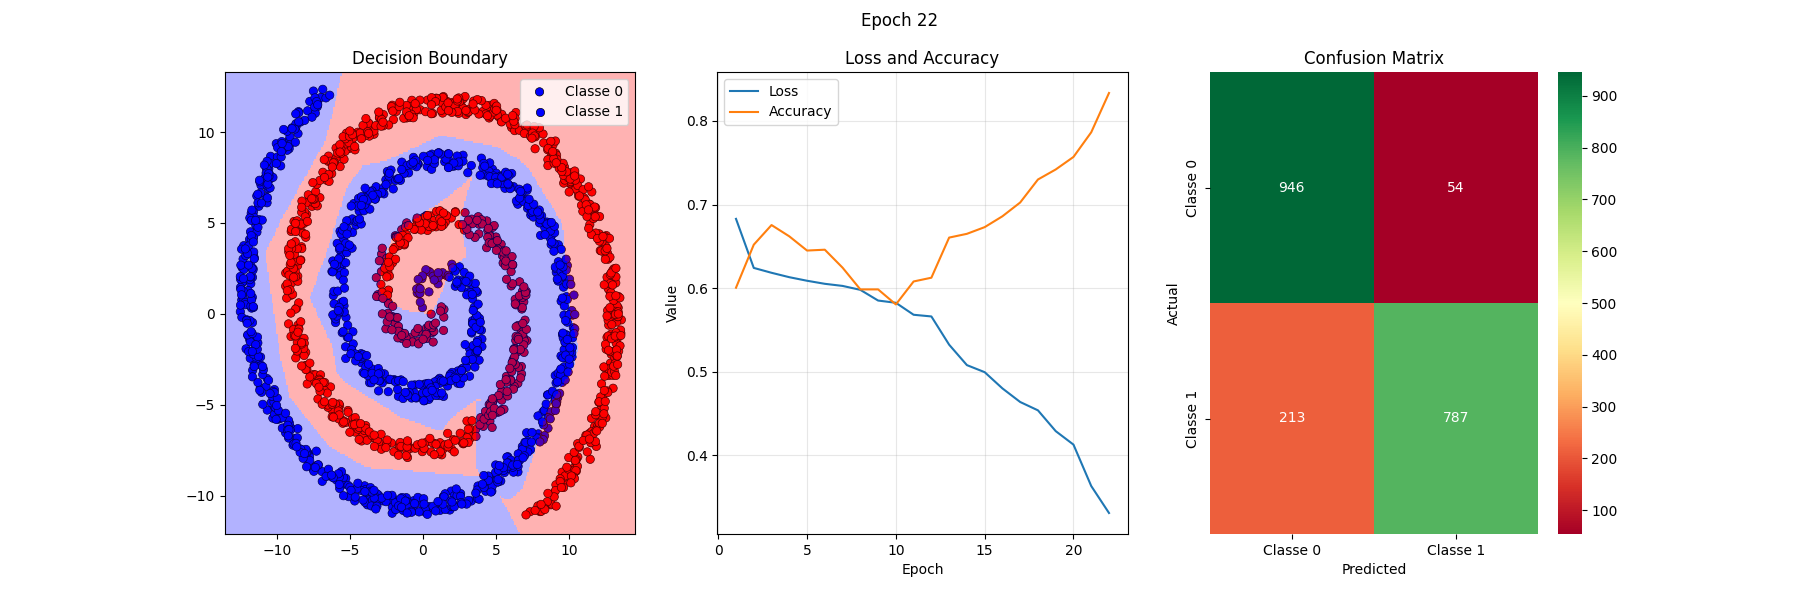 Epoch 22
Decision Boundary
Classe 0
Classe 1
10
5
0
−5
−10
−10
−5
0
5
10
Loss and Accuracy
Loss
Accuracy
Value
0.8
0.7
0.6
0.5
0.4
0
5
10
15
20
Epoch
Confusion Matrix
Actual
Classe 0
Classe 1
946
54
213
787
Classe 0
Classe 1
Predicted
900
800
700
600
500
400
300
200
100